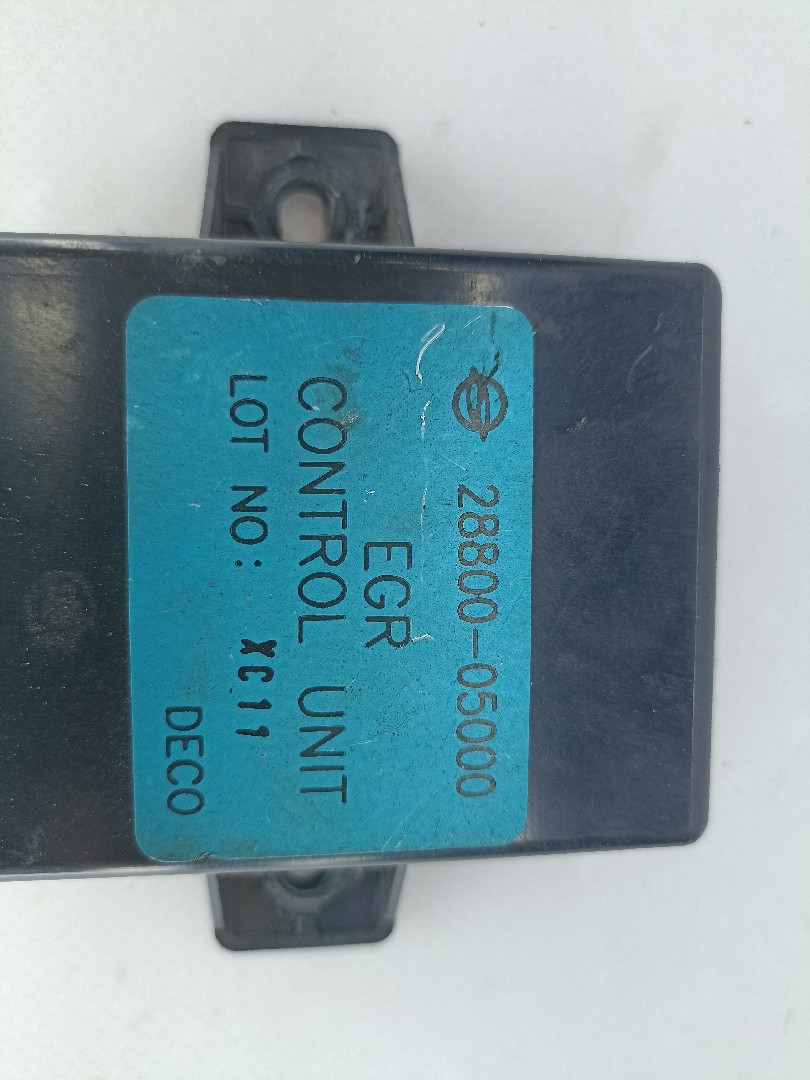 28800-05000
EGR
CONTROL UNIT
LOT NO: XC11
DECO